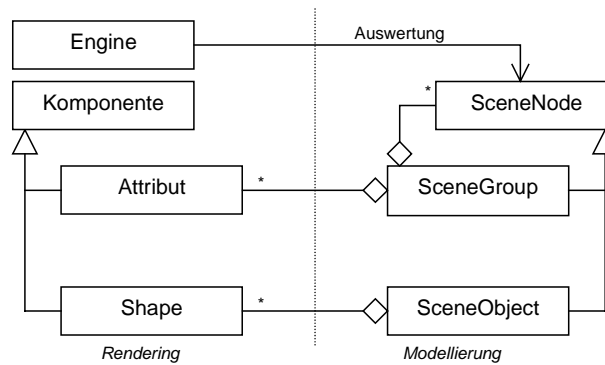 Engine
Auswertung
Komponente
*
SceneNode
Attribut
*
SceneGroup
Shape
*
SceneObject
Rendering
Modellierung